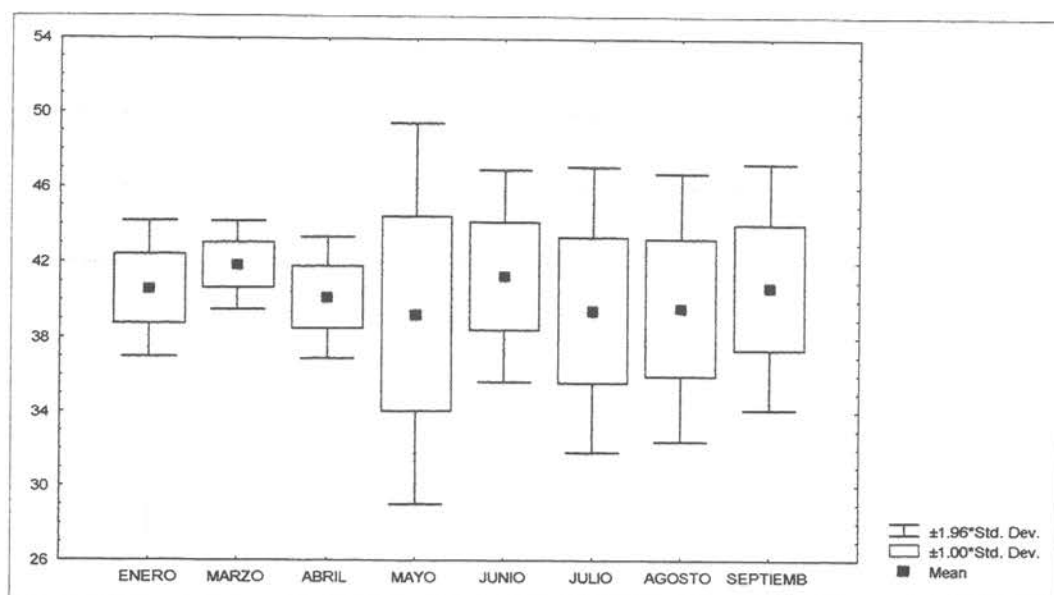 54
50
46
42
38
34
30
26
ENERO MARZO ABRIL MAYO JUNIO JULIO AGOSTO SEPTIEMB
±1.96*Std. Dev.
±1.00*Std. Dev.
Mean